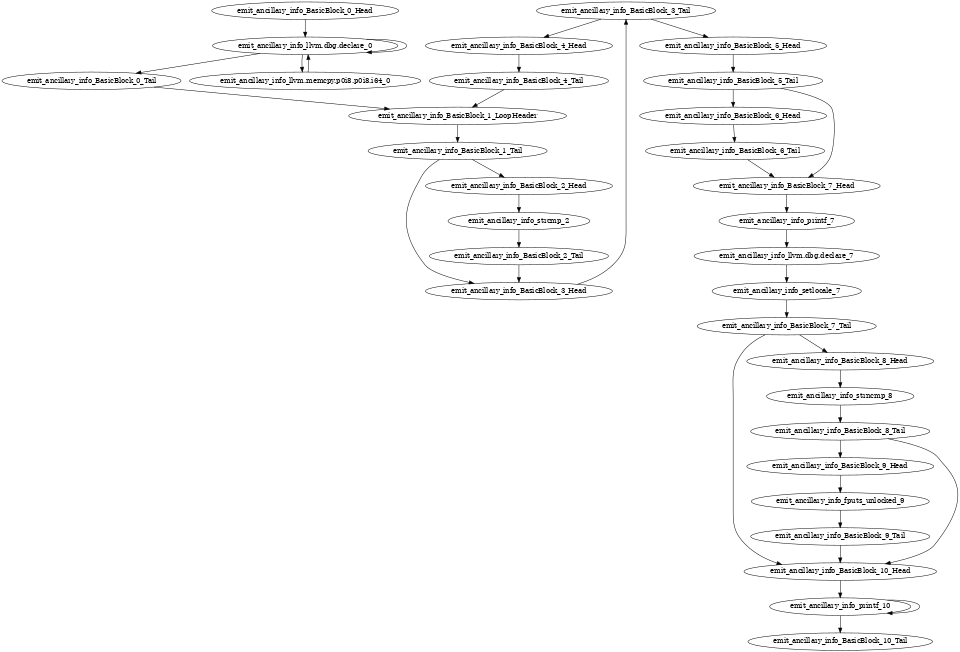 emit_ancillary_info_BasicBlock_0_Head
emit_ancillary_info_BasicBlock_3_Tail
emit_ancillary_info_llvm.dbg.declare_0
emit_ancillary_info_BasicBlock_4_Head
emit_ancillary_info_BasicBlock_5_Head
emit_ancillary_info_BasicBlock_0_Tail
emit_ancillary_info_llvm.memcpy.p0i8.p0i8.i64_0
emit_ancillary_info_BasicBlock_4_Tail
emit_ancillary_info_BasicBlock_5_Tail
emit_ancillary_info_BasicBlock_1_LoopHeader
emit_ancillary_info_BasicBlock_6_Head
emit_ancillary_info_BasicBlock_1_Tail
emit_ancillary_info_BasicBlock_6_Tail
emit_ancillary_info_BasicBlock_2_Head
emit_ancillary_info_BasicBlock_7_Head
emit_ancillary_info_strcmp_2
emit_ancillary_info_printf_7
emit_ancillary_info_BasicBlock_2_Tail
emit_ancillary_info_llvm.dbg.declare_7
emit_ancillary_info_BasicBlock_3_Head
emit_ancillary_info_setlocale_7
emit_ancillary_info_BasicBlock_7_Tail
emit_ancillary_info_BasicBlock_8_Head
emit_ancillary_info_strncmp_8
emit_ancillary_info_BasicBlock_8_Tail
emit_ancillary_info_BasicBlock_9_Head
emit_ancillary_info_fputs_unlocked_9
emit_ancillary_info_BasicBlock_9_Tail
emit_ancillary_info_BasicBlock_10_Head
emit_ancillary_info_printf_10
emit_ancillary_info_BasicBlock_10_Tail